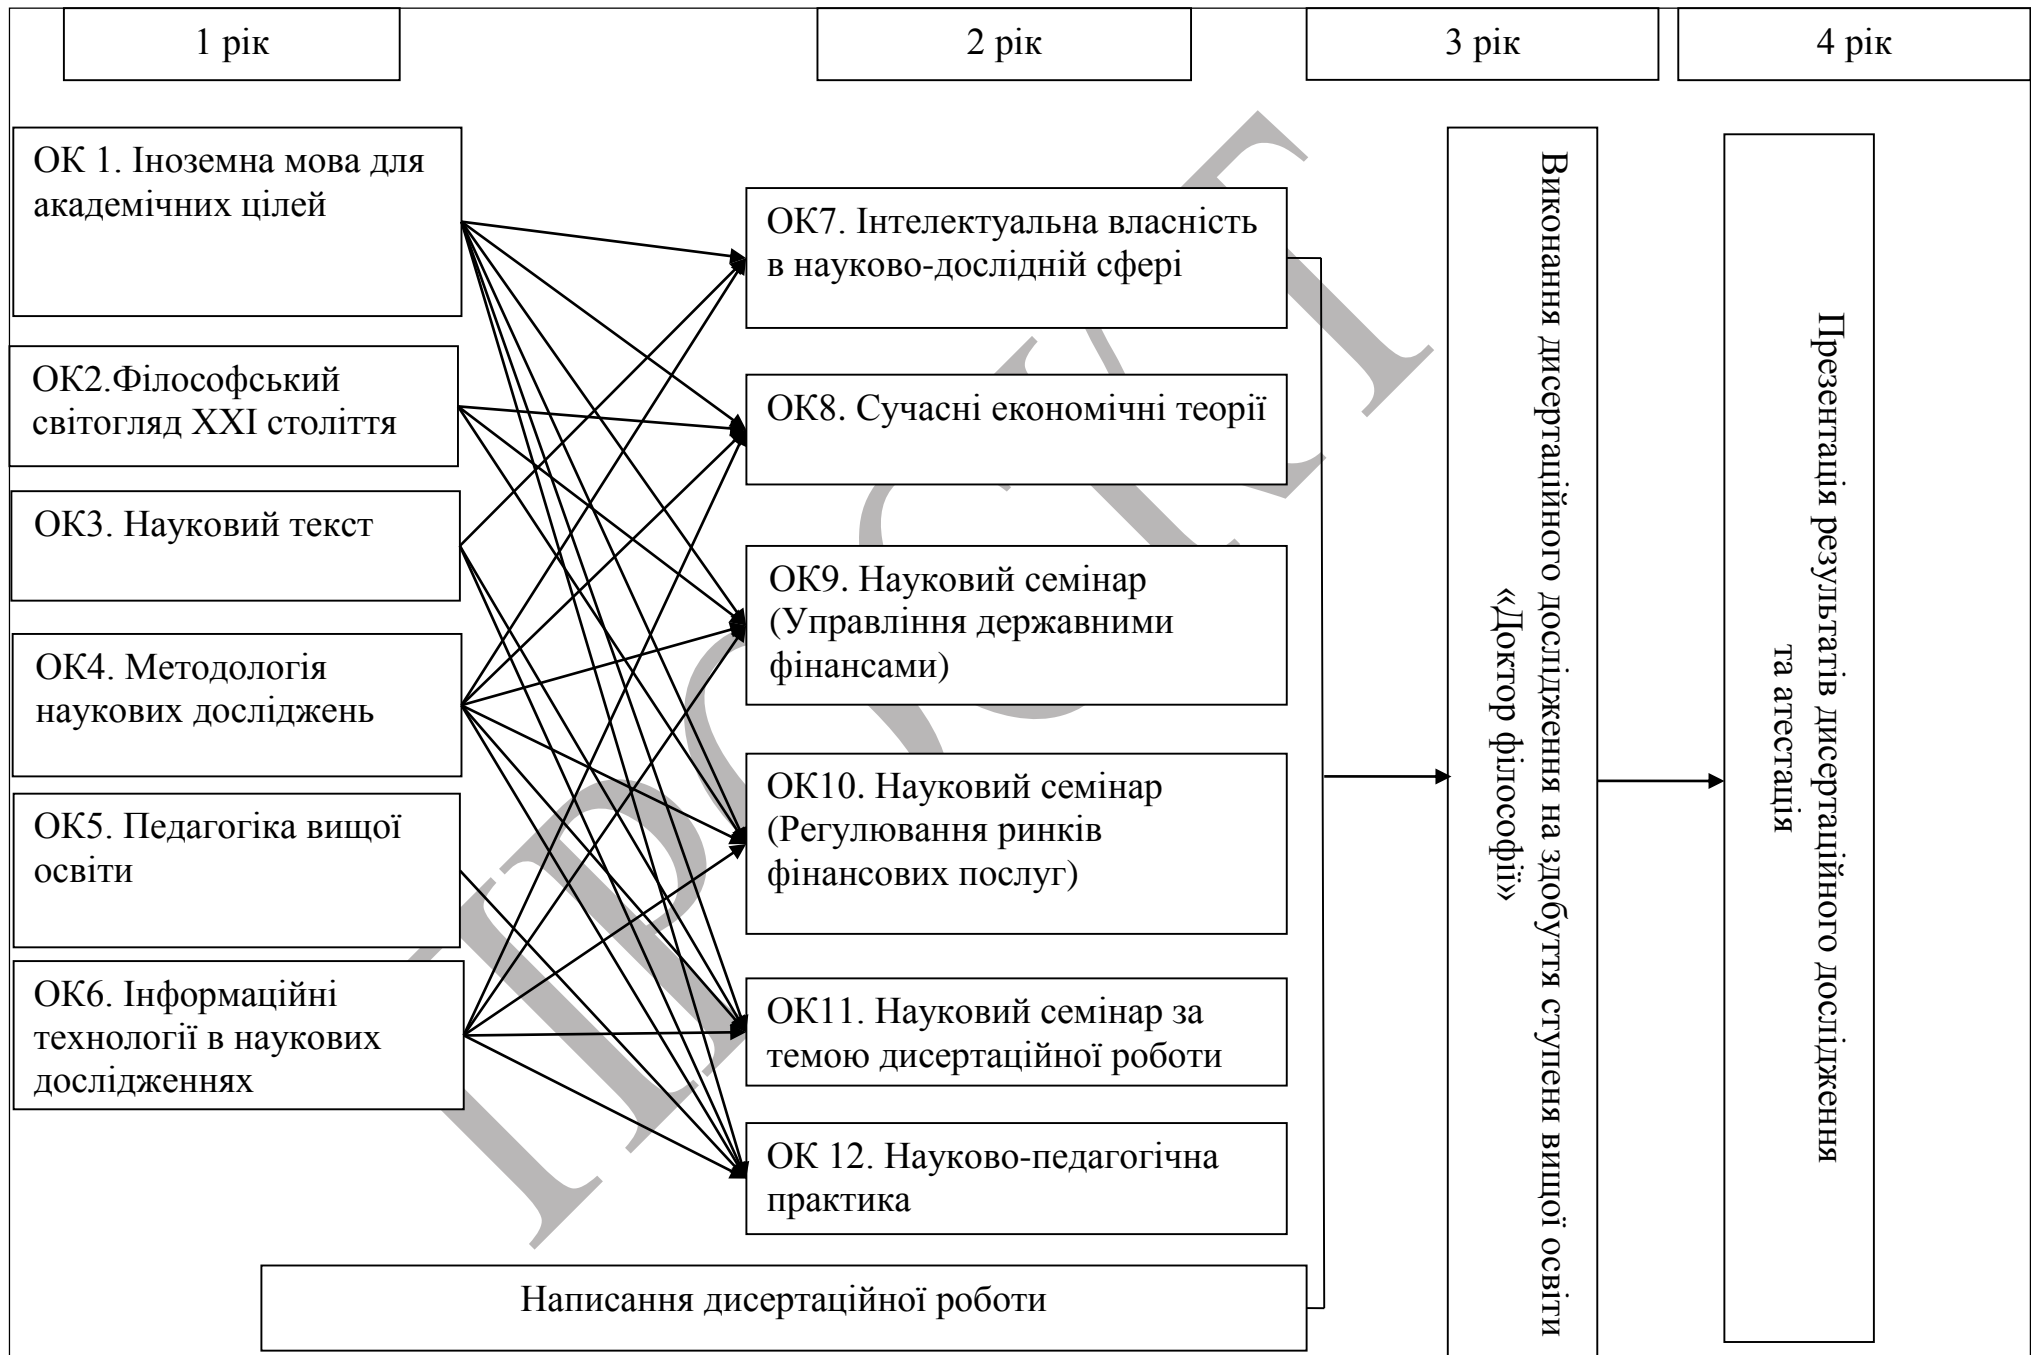 1 рік
2 рік
3 рік
4 рік
ОК 1. Іноземна мова для
академічних цілей
ОК2.Філософський
світогляд ХХІ століття
ОК3. Науковий текст
ОК4. Методологія
наукових досліджень
ОК5. Педагогіка вищої
освіти
ОК6. Інформаційні
технології в наукових
дослідженнях
ОК7. Інтелектуальна власність
в науково-дослідній сфері
ОК8. Сучасні економічні теорії
ОК9. Науковий семінар
(Управління державними
фінансами)
ОК10. Науковий семінар
(Регулювання ринків
фінансових послуг)
ОК11. Науковий семінар за
темою дисертаційної роботи
ОК 12. Науково-педагогічна
практика
Написання дисертаційної роботи
Виконання дисертаційного дослідження на здобуття ступеня вищої освіти
«Доктор філософії»
Презентація результатів дисертаційного дослідження
та атестація
ПРОЄКТ